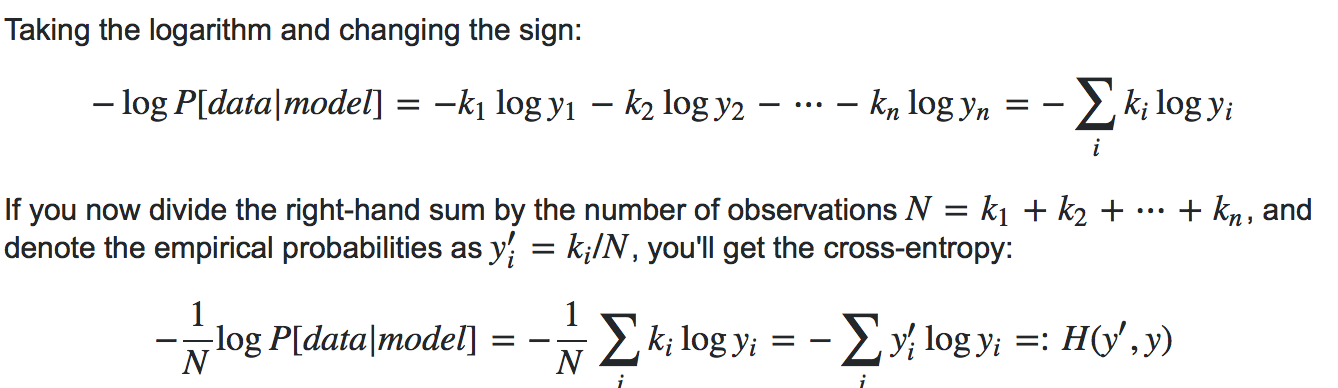 Taking the logarithm and changing the sign:
− log P[data|model] = −k₁ log y₁ − k₂ log y₂ − ⋯ − kₙ log yₙ = − ∑ᵢ kᵢ log yᵢ
If you now divide the right-hand sum by the number of observations N = k₁ + k₂ + ⋯ + kₙ, and
denote the empirical probabilities as y′ᵢ = kᵢ/N, you'll get the cross-entropy:
−1/N log P[data|model] = −1/N ∑ᵢ kᵢ log yᵢ = − ∑ᵢ y′ᵢ log yᵢ =: H(y′, y)